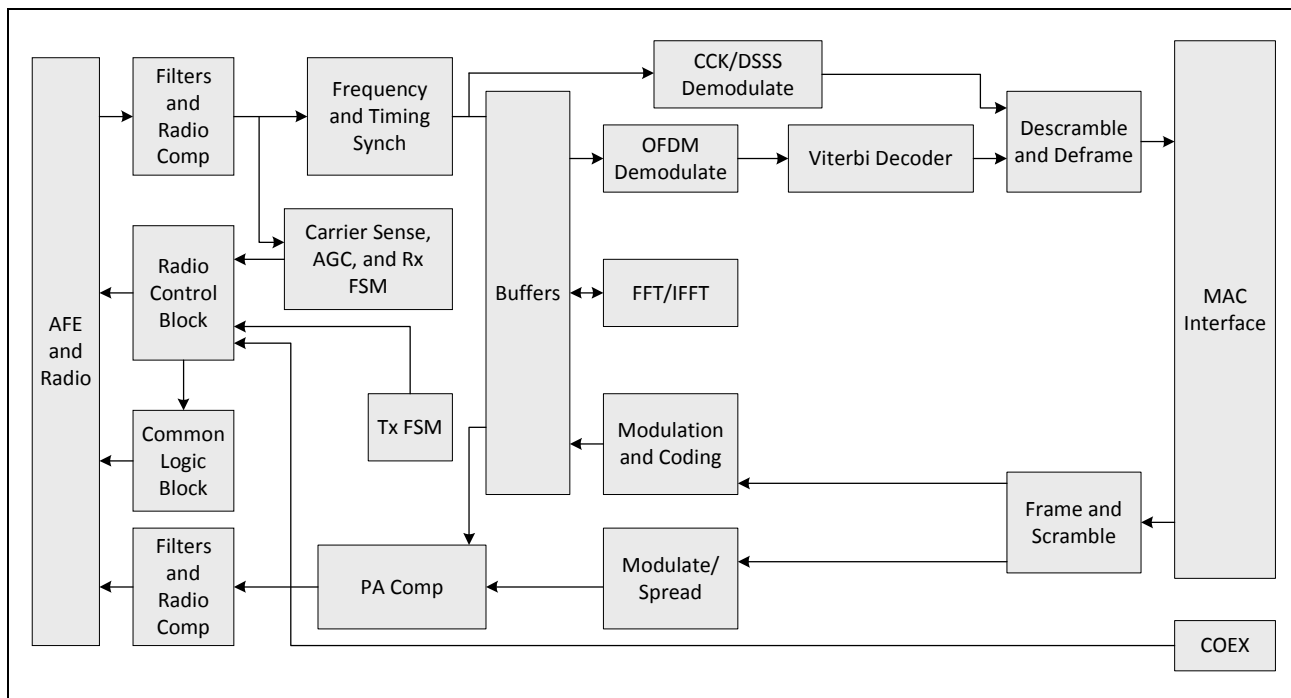 Filters
and
Radio
Comp
Frequency
and Timing
Synch
CCK/DSSS
Demodulate
OFDM
Demodulate
Viterbi Decoder
Descramble
and Deframe
Carrier Sense,
AGC, and Rx
FSM
Radio
Control
Block
Buffers
FFT/IFFT
MAC
Interface
AFE
and
Radio
Tx FSM
Common
Logic
Block
Modulation
and Coding
Frame and
Scramble
Filters
and
Radio
Comp
PA Comp
Modulate/
Spread
COEX